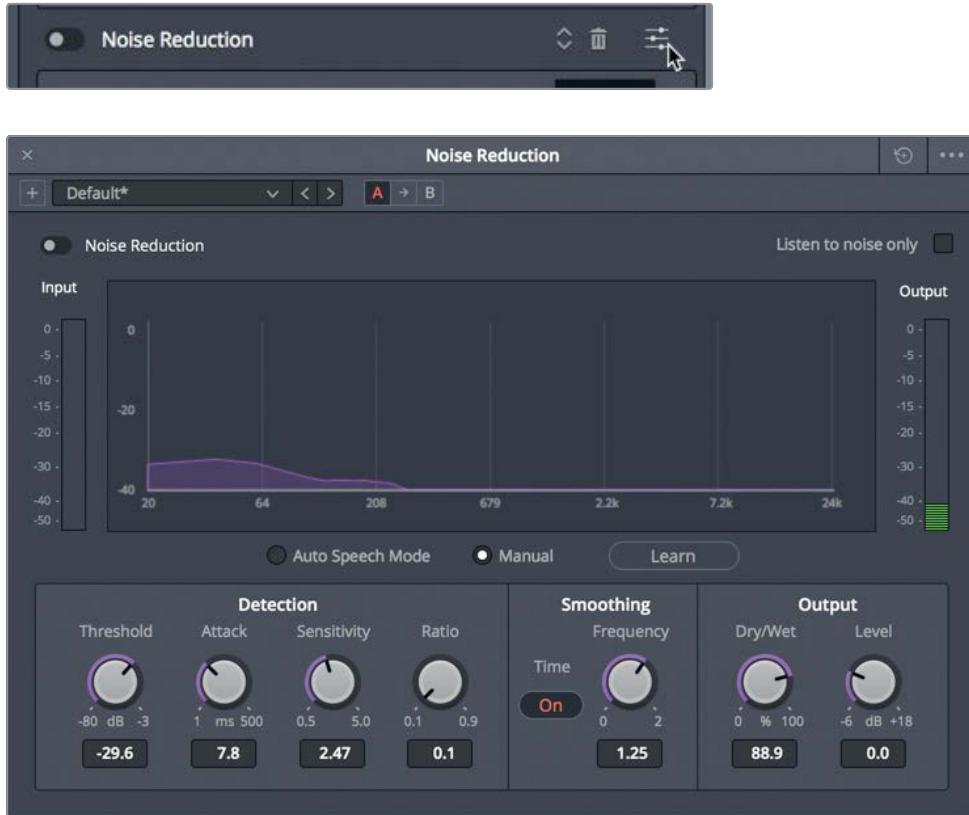 Noise Reduction
Noise Reduction
+ Default* < > A B
Noise Reduction
Listen to noise only
Input
Output
0
-5
-10
-15
-20
-30
-40
-50
0
-20
-40
20 64 208 679 2.2k 7.2k 24k
0
-5
-10
-15
-20
-30
-40
-50
Auto Speech Mode Manual Learn
Detection Smoothing Output
Threshold Attack Sensitivity Ratio Frequency Dry/Wet Level
Time
On
-80 dB -3 1 ms 500 0.5 5.0 0.1 0.9 0 2 0 % 100 -6 dB +18
-29.6 7.8 2.47 0.1 1.25 88.9 0.0